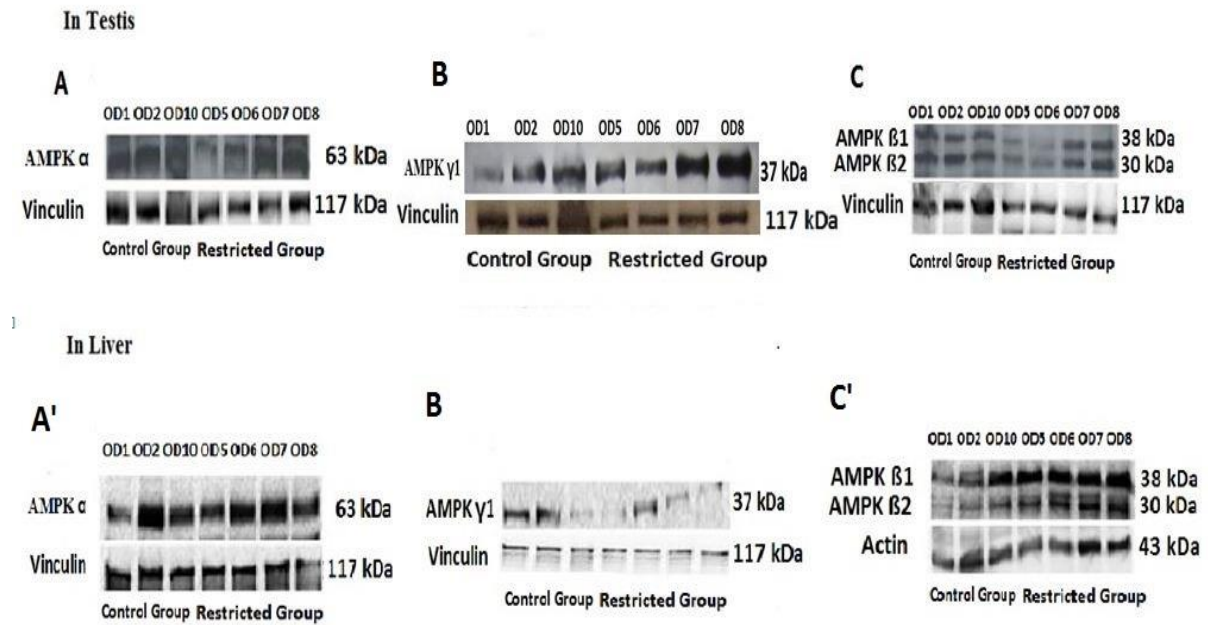 In Testis
A
OD1 OD2 OD10 OD5 OD6 OD7 OD8
AMPK α 63 kDa
Vinculin 117 kDa
Control Group Restricted Group
B
OD1 OD2 OD10 OD5 OD6 OD7 OD8
AMPK γ1 37 kDa
Vinculin 117 kDa
Control Group Restricted Group
C
OD1 OD2 OD10 OD5 OD6 OD7 OD8
AMPK ß1 38 kDa
AMPK ß2 30 kDa
Vinculin 117 kDa
Control Group Restricted Group
In Liver
A'
OD1 OD2 OD10 OD5 OD6 OD7 OD8
AMPK α 63 kDa
Vinculin 117 kDa
Control Group Restricted Group
B
AMPK γ1 37 kDa
Vinculin 117 kDa
Control Group Restricted Group
C'
OD1 OD2 OD10 OD5 OD6 OD7 OD8
AMPK ß1 38 kDa
AMPK ß2 30 kDa
Actin 43 kDa
Control Group Restricted Group